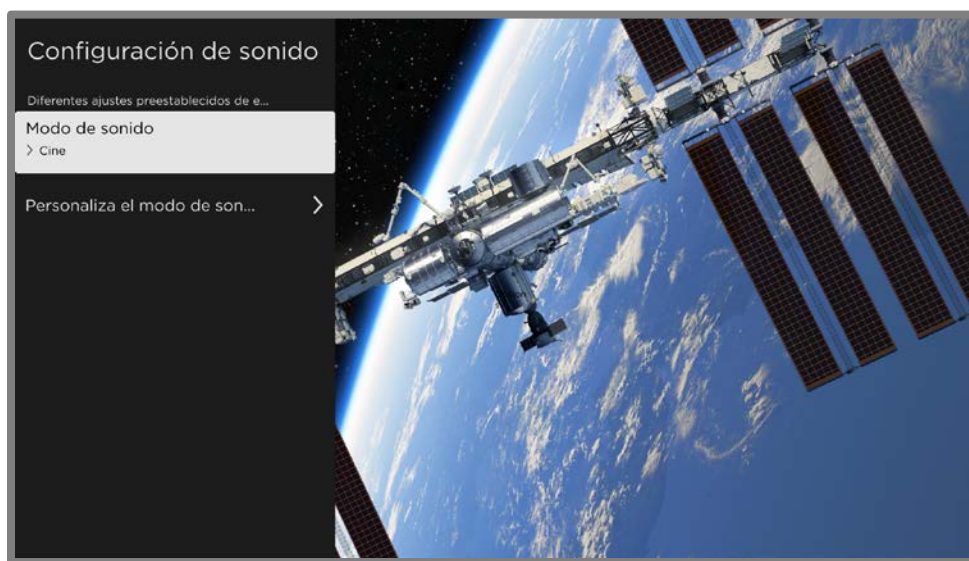 Configuración de sonido
Diferentes ajustes preestablecidos de e...
Modo de sonido
> Cine
Personaliza el modo de son... >